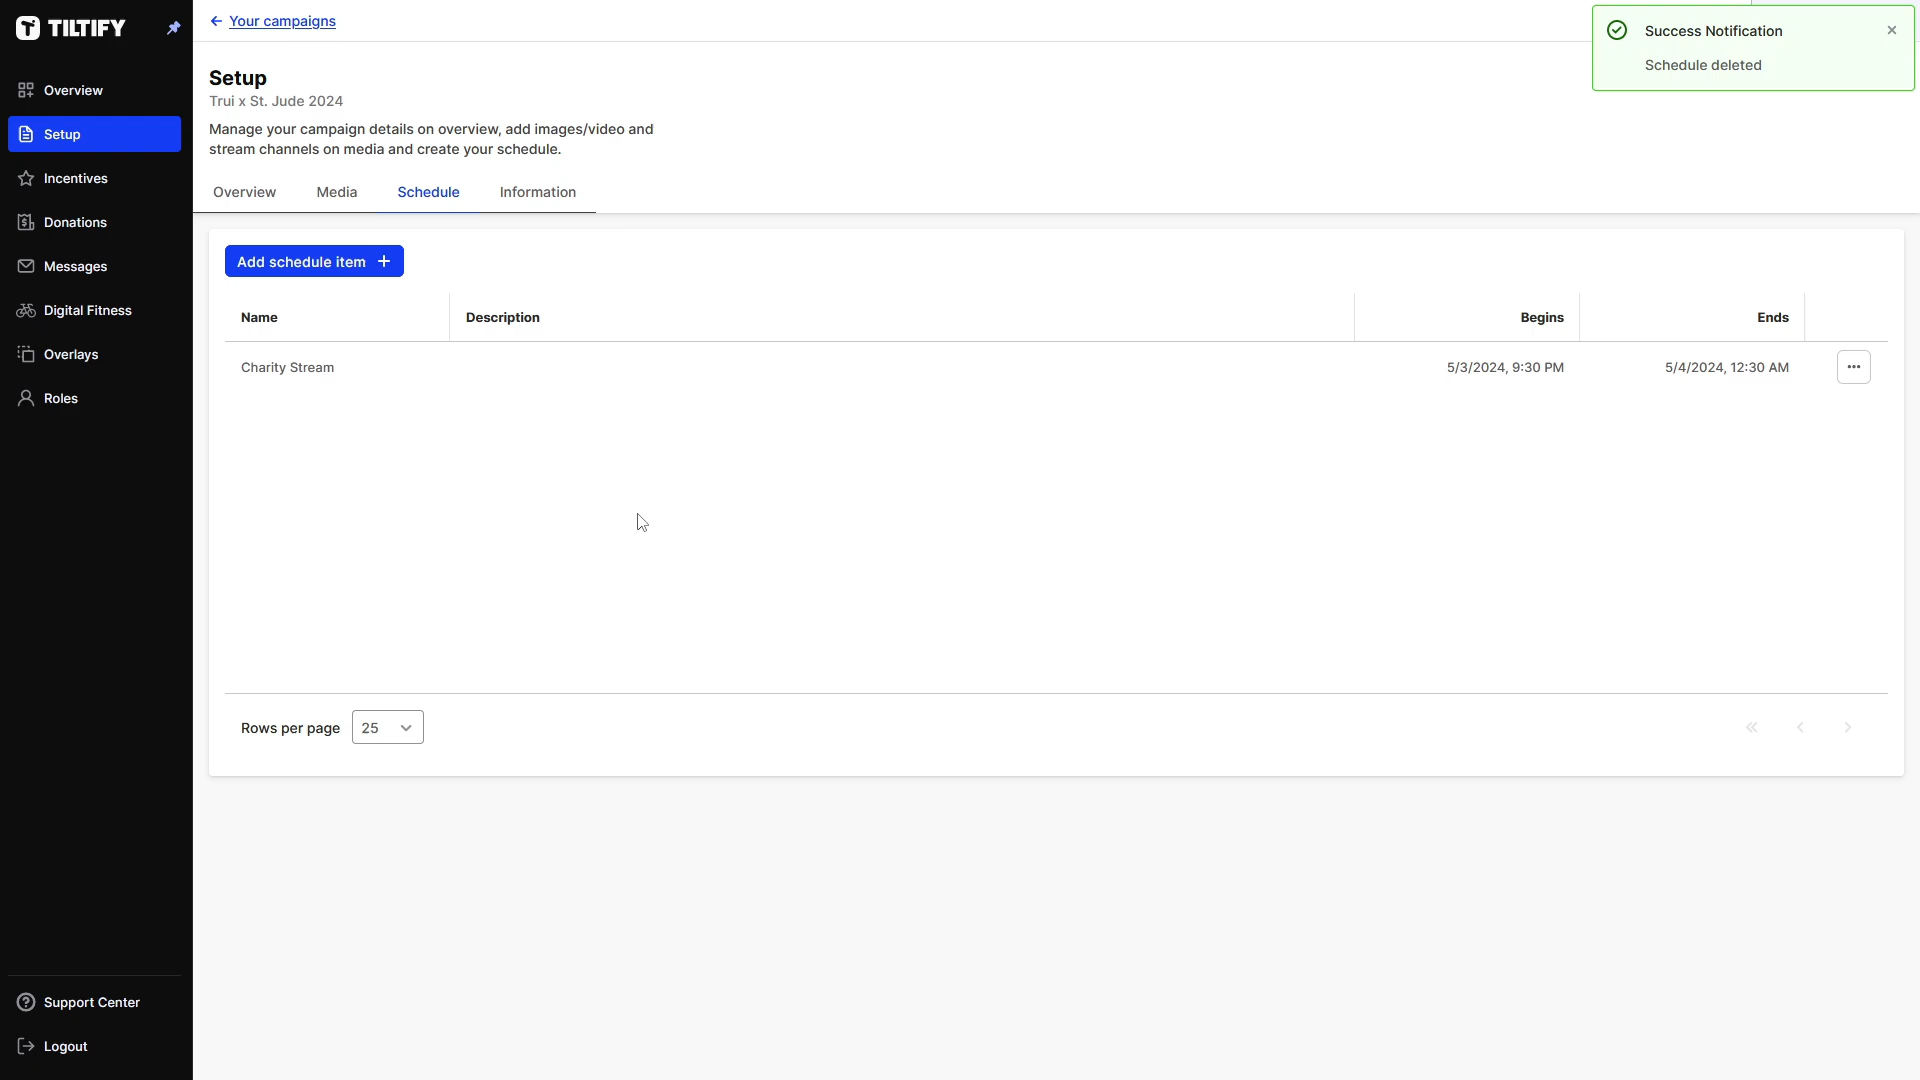 TILTIFY
Overview
Setup
Incentives
Donations
Messages
Digital Fitness
Overlays
Roles
Support Center
Logout
Your campaigns
Setup
Trui x St. Jude 2024
Manage your campaign details on overview, add images/video and
stream channels on media and create your schedule.
Overview Media Schedule Information
Add schedule item +
Name Description Begins Ends
Charity Stream 5/3/2024, 9:30 PM 5/4/2024, 12:30 AM
Rows per page 25
Success Notification
Schedule deleted